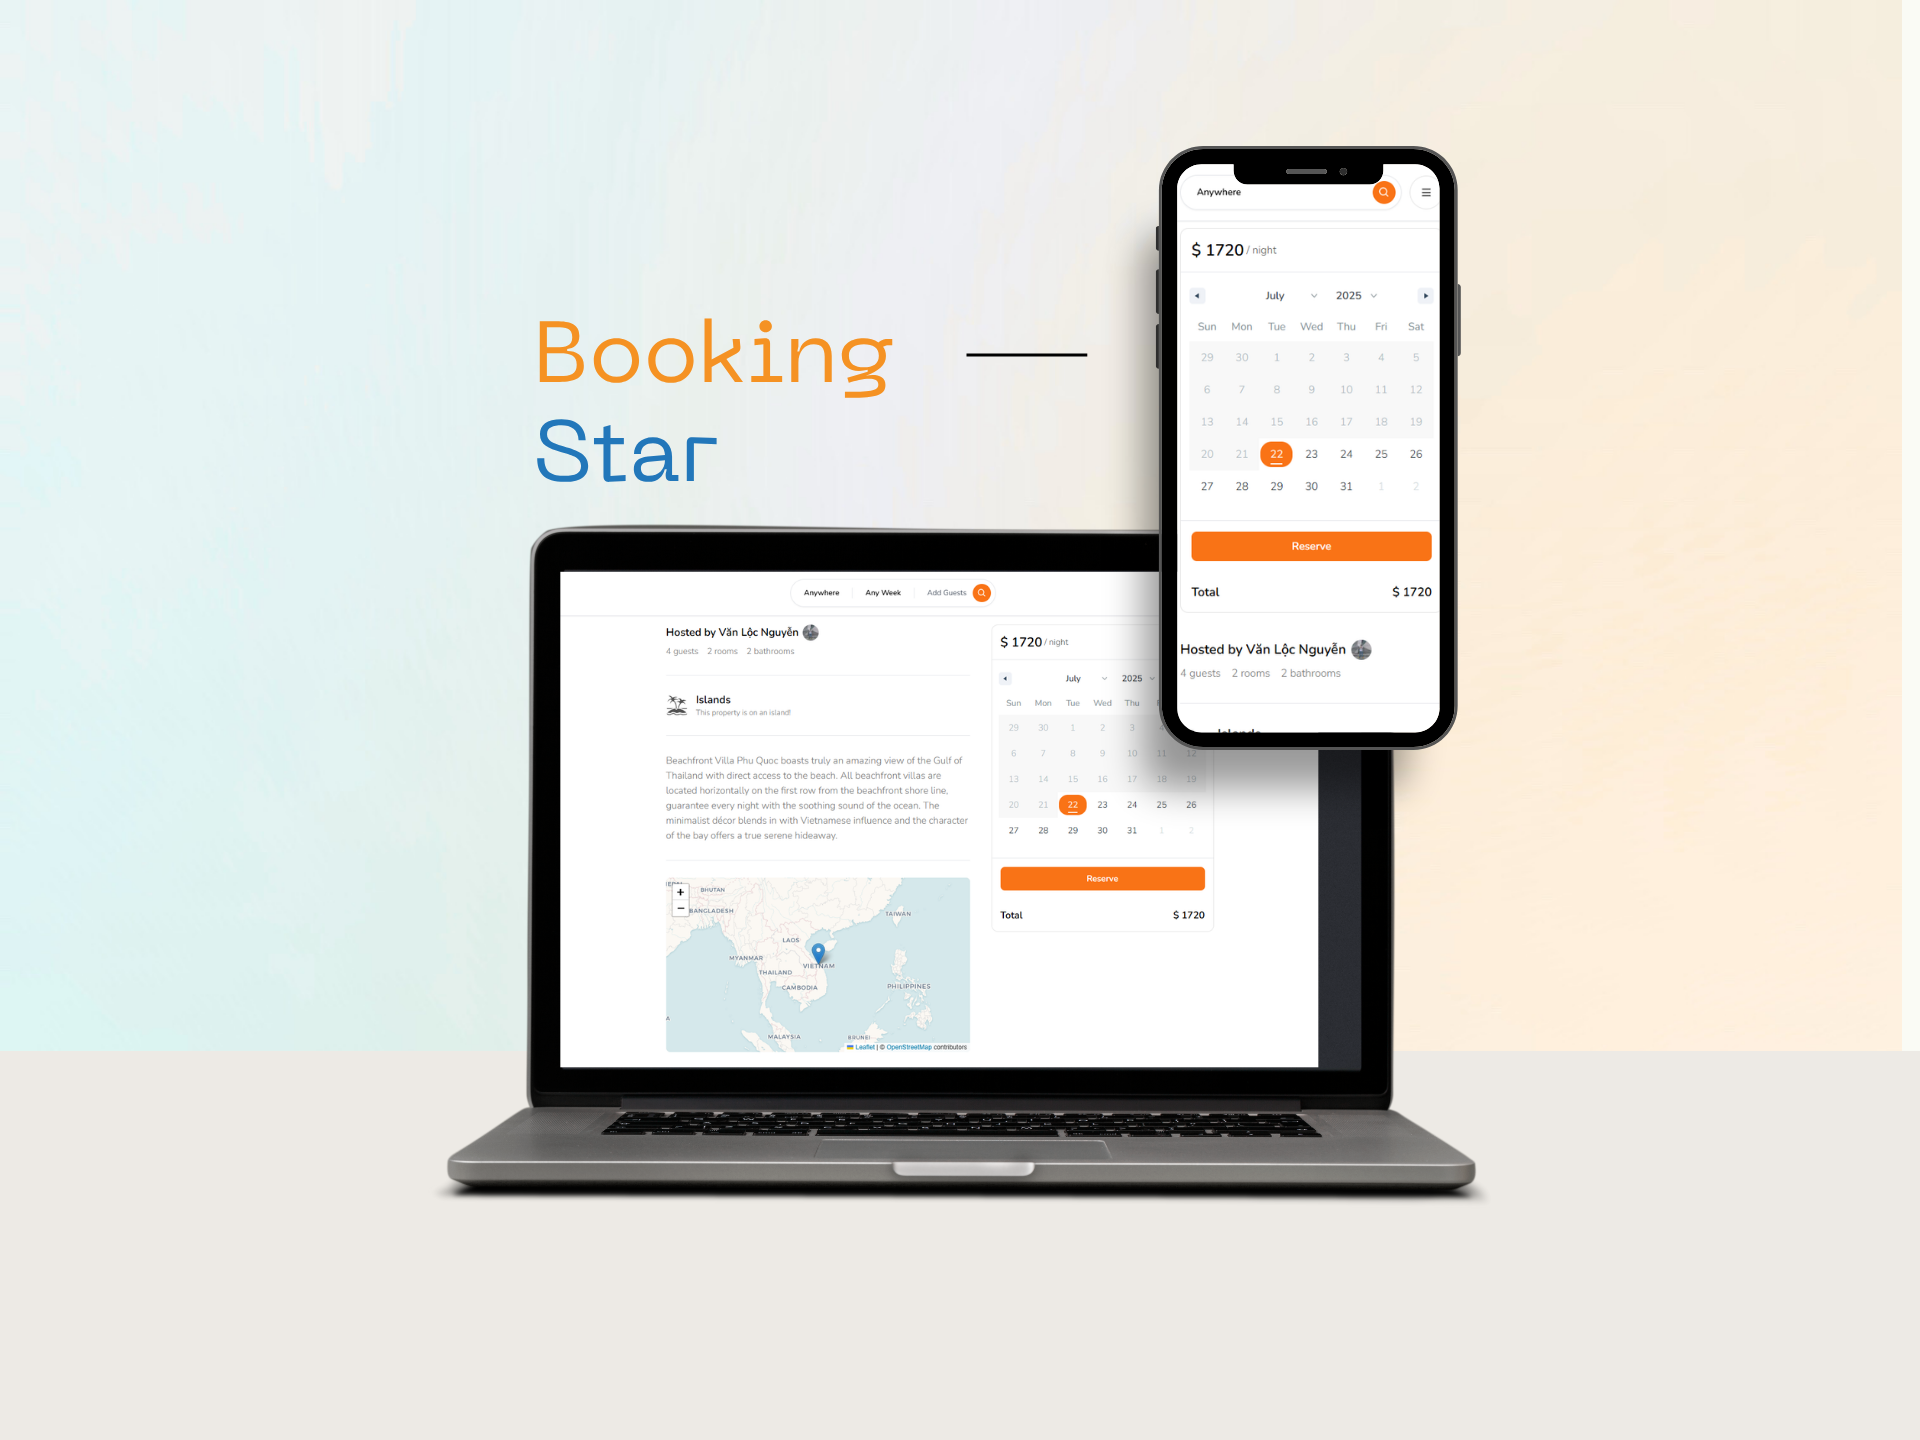 Booking
Star
Anywhere
$ 1720 / night
July 2025
Sun Mon Tue Wed Thu Fri Sat
29 30 1 2 3 4 5
6 7 8 9 10 11 12
13 14 15 16 17 18 19
20 21 22 23 24 25 26
27 28 29 30 31 1 2
Reserve
Total $ 1720
Hosted by Văn Lộc Nguyễn
4 guests 2 rooms 2 bathrooms
Islands
Anywhere Any Week Add Guests
Hosted by Văn Lộc Nguyễn
4 guests 2 rooms 2 bathrooms
Islands
This property is on an island!
Beachfront Villa Phu Quoc boasts truly an amazing view of the Gulf of
Thailand with direct access to the beach. All beachfront villas are
located horizontally on the first row from the beachfront shore line,
guarantee every night with the soothing sound of the ocean. The
minimalist décor blends in with Vietnamese influence and the character
of the bay offers a true serene hideaway.
+
−
BHUTAN
BANGLADESH
TAIWAN
LAOS
MYANMAR
VIETNAM
THAILAND
CAMBODIA
PHILIPPINES
MALAYSIA
BRUNEI
Leaflet | © OpenStreetMap contributors
$ 1720 / night
July 2025
Sun Mon Tue Wed Thu
29 30 1 2 3 4
6 7 8 9 10 11 12
13 14 15 16 17 18 19
20 21 22 23 24 25 26
27 28 29 30 31 1 2
Reserve
Total $ 1720